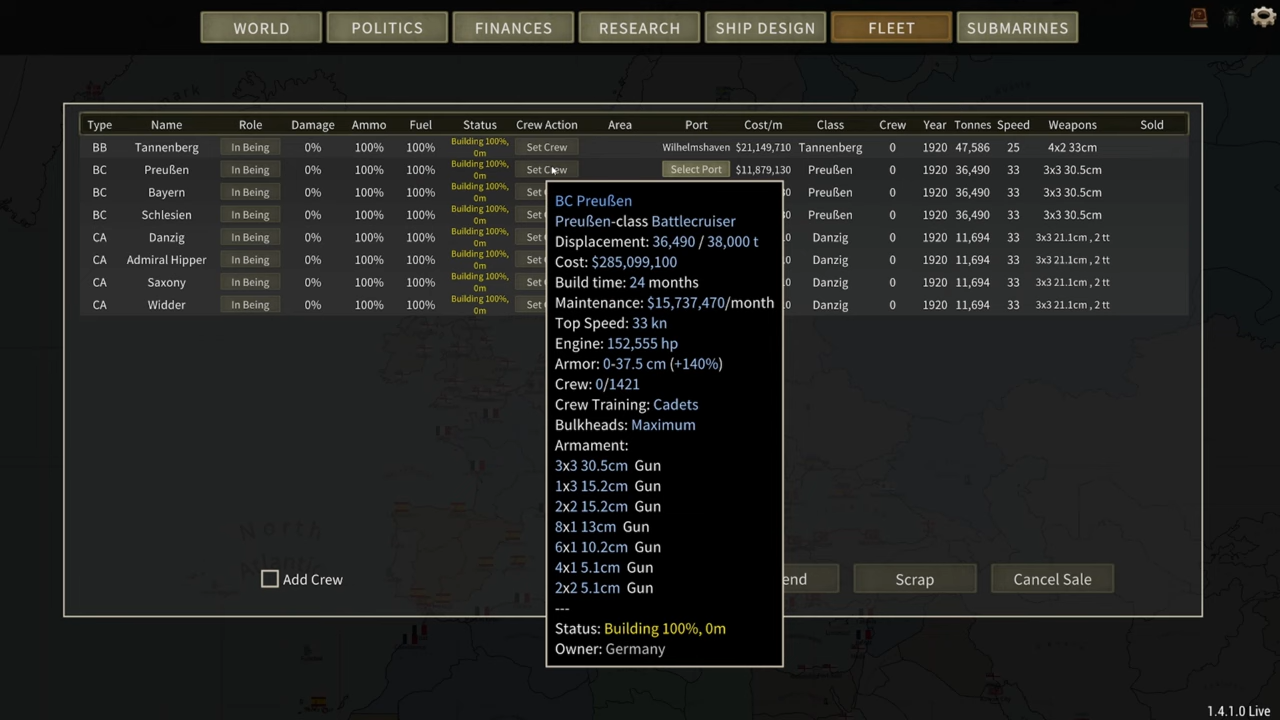 WORLD POLITICS FINANCES RESEARCH SHIP DESIGN FLEET SUBMARINES
Type Name Role Damage Ammo Fuel Status Crew Action Area Port Cost/m Class Crew Year Tonnes Speed Weapons Sold
BB Tannenberg In Being 0% 100% 100% Building 100%, 0m Set Crew Wilhelmshaven $21,149,710 Tannenberg 0 1920 47,586 25 4x2 33cm
BC Preußen In Being 0% 100% 100% Building 100%, 0m Set Crew Select Port $11,879,130 Preußen 0 1920 36,490 33 3x3 30.5cm
BC Bayern In Being 0% 100% 100% Building 100%, 0m Set Preußen 0 1920 36,490 33 3x3 30.5cm
BC Schlesien In Being 0% 100% 100% Building 100%, 0m Set Preußen 0 1920 36,490 33 3x3 30.5cm
CA Danzig In Being 0% 100% 100% Building 100%, 0m Set Danzig 0 1920 11,694 33 3x3 21.1cm , 2 tt
CA Admiral Hipper In Being 0% 100% 100% Building 100%, 0m Set Danzig 0 1920 11,694 33 3x3 21.1cm , 2 tt
CA Saxony In Being 0% 100% 100% Building 100%, 0m Set Danzig 0 1920 11,694 33 3x3 21.1cm , 2 tt
CA Widder In Being 0% 100% 100% Building 100%, 0m Set Danzig 0 1920 11,694 33 3x3 21.1cm , 2 tt
BC Preußen
Preußen-class Battlecruiser
Displacement: 36,490 / 38,000 t
Cost: $285,099,100
Build time: 24 months
Maintenance: $15,737,470/month
Top Speed: 33 kn
Engine: 152,555 hp
Armor: 0-37.5 cm (+140%)
Crew: 0/1421
Crew Training: Cadets
Bulkheads: Maximum
Armament:
3x3 30.5cm Gun
1x3 15.2cm Gun
2x2 15.2cm Gun
8x1 13cm Gun
6x1 10.2cm Gun
4x1 5.1cm Gun
2x2 5.1cm Gun
---
Status: Building 100%, 0m
Owner: Germany
North
Add Crew Scrap Cancel Sale
1.4.1.0 Live